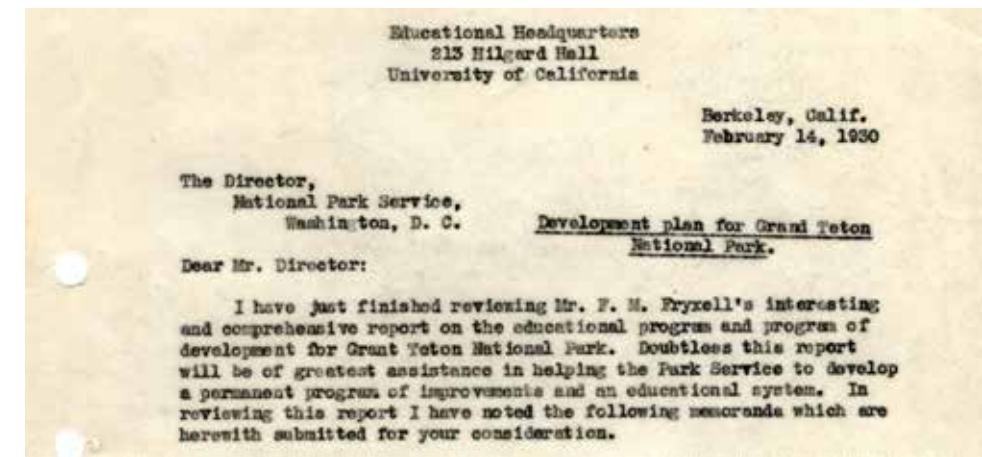 Educational Headquarters
213 Hilgard Hall
University of California
Berkeley, Calif.
February 14, 1930
The Director,
National Park Service,
Washin ton, D. C.
Development plan for Grand Teton
National Park.
Dear Mr. Director:
I have just finished reviewing Mr. F. M. Fryxell's interesting
and comprehensive report on the educational program and program of
development for Grant Teton National Park. Doubtless this report
will be of greatest assistance in helping the Park Service to develop
a permanent program of improvements and an educational system. In
reviewing this report I have noted the following memoranda which are
herewith submitted for your consideration.